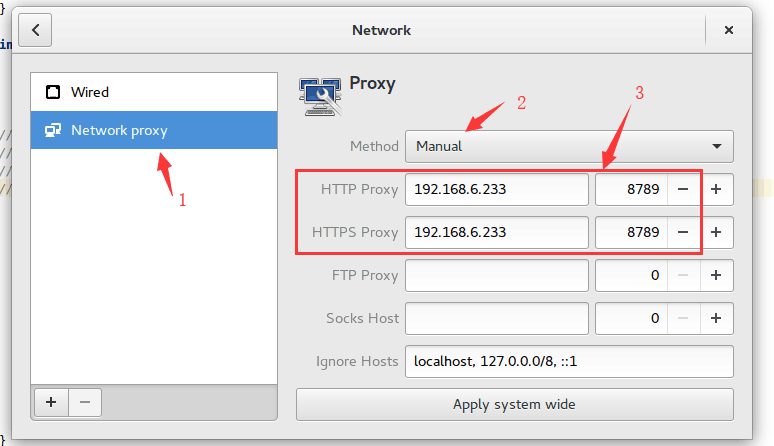 }
in
Network
Wired
Network proxy
1
Proxy
2
3
Method
Manual
HTTP Proxy
192.168.6.233
8789
HTTPS Proxy
192.168.6.233
8789
FTP Proxy
0
Socks Host
0
Ignore Hosts
localhost, 127.0.0.0/8, ::1
Apply system wide
//
//
//
//
}